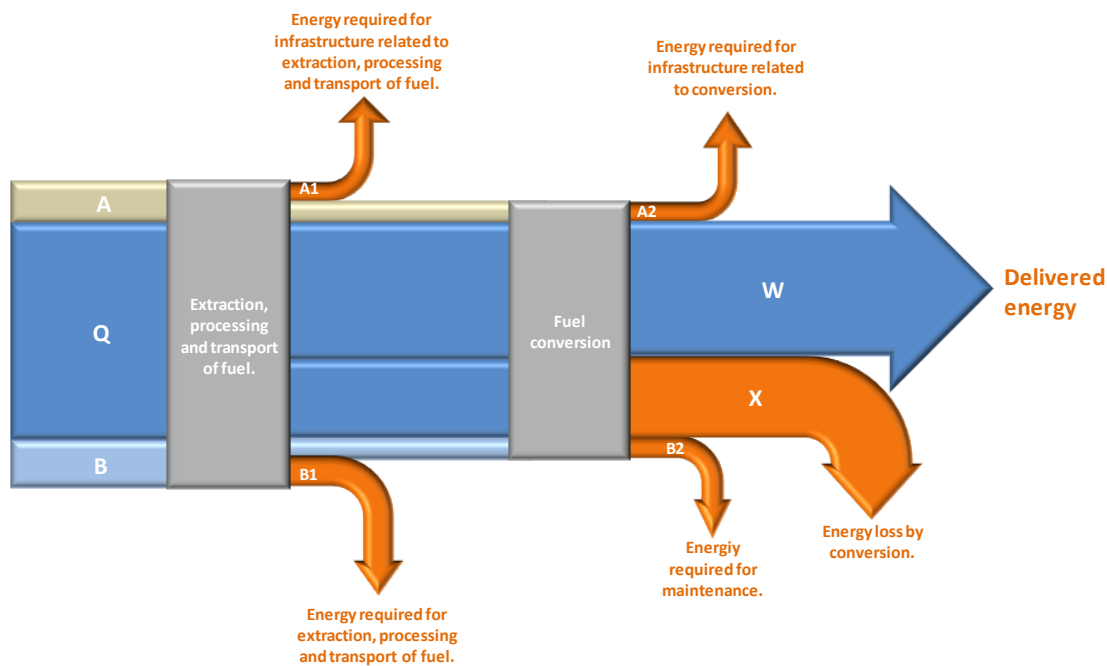 Energy required for
infrastructure related to
extraction, processing
and transport of fuel.
Energy required for
infrastructure related
to conversion.
A
A1
A2
Q
Extraction,
processing
and transport
of fuel.
Fuel
conversion
W
Delivered
energy
X
B
B1
B2
Energy required for
extraction, processing
and transport of fuel.
Energiy
required for
maintenance.
Energy loss by
conversion.